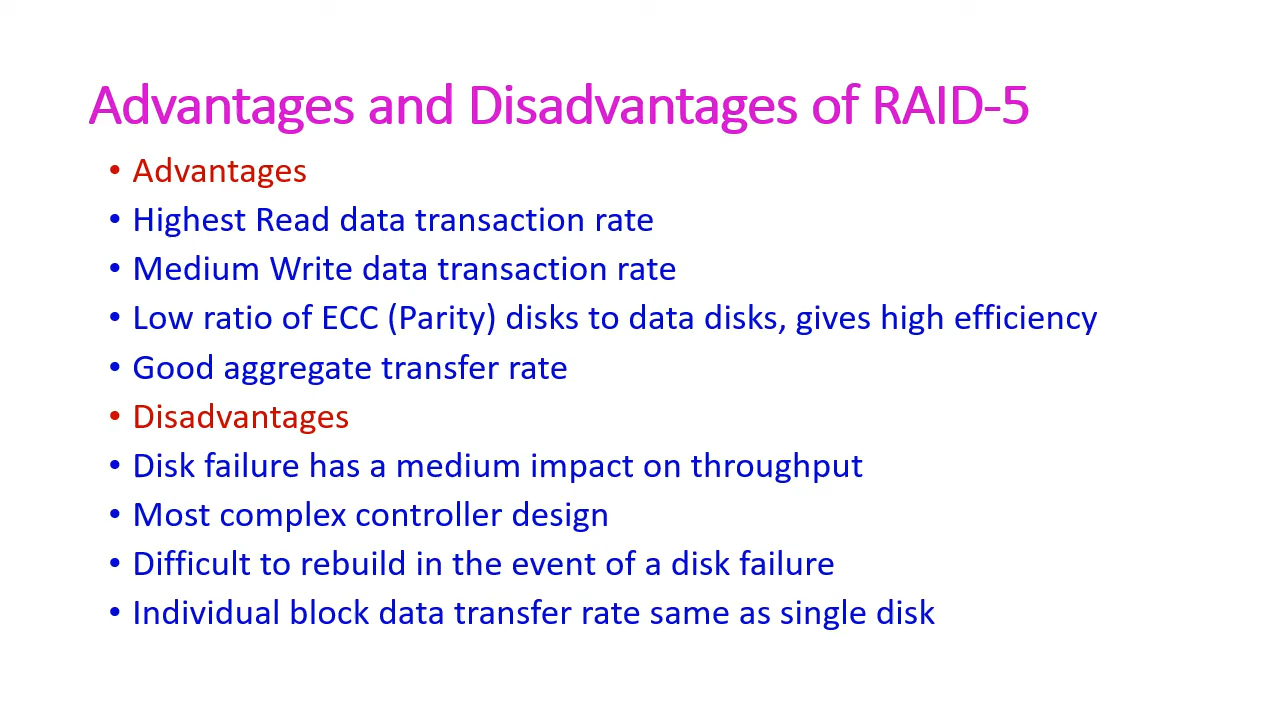 Advantages and Disadvantages of RAID-5
• Advantages
• Highest Read data transaction rate
• Medium Write data transaction rate
• Low ratio of ECC (Parity) disks to data disks, gives high efficiency
• Good aggregate transfer rate
• Disadvantages
• Disk failure has a medium impact on throughput
• Most complex controller design
• Difficult to rebuild in the event of a disk failure
• Individual block data transfer rate same as single disk